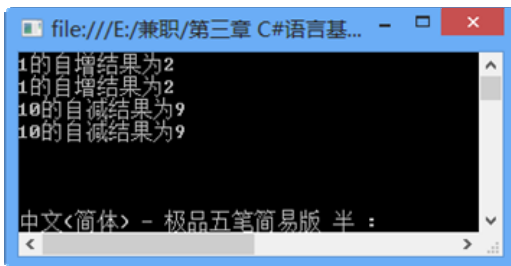 file:///E:/兼职/第三章 C#语言基...
1的自增结果为2
1的自增结果为2
10的自减结果为9
10的自减结果为9
中文<简体> - 极品五笔简易版 半 :